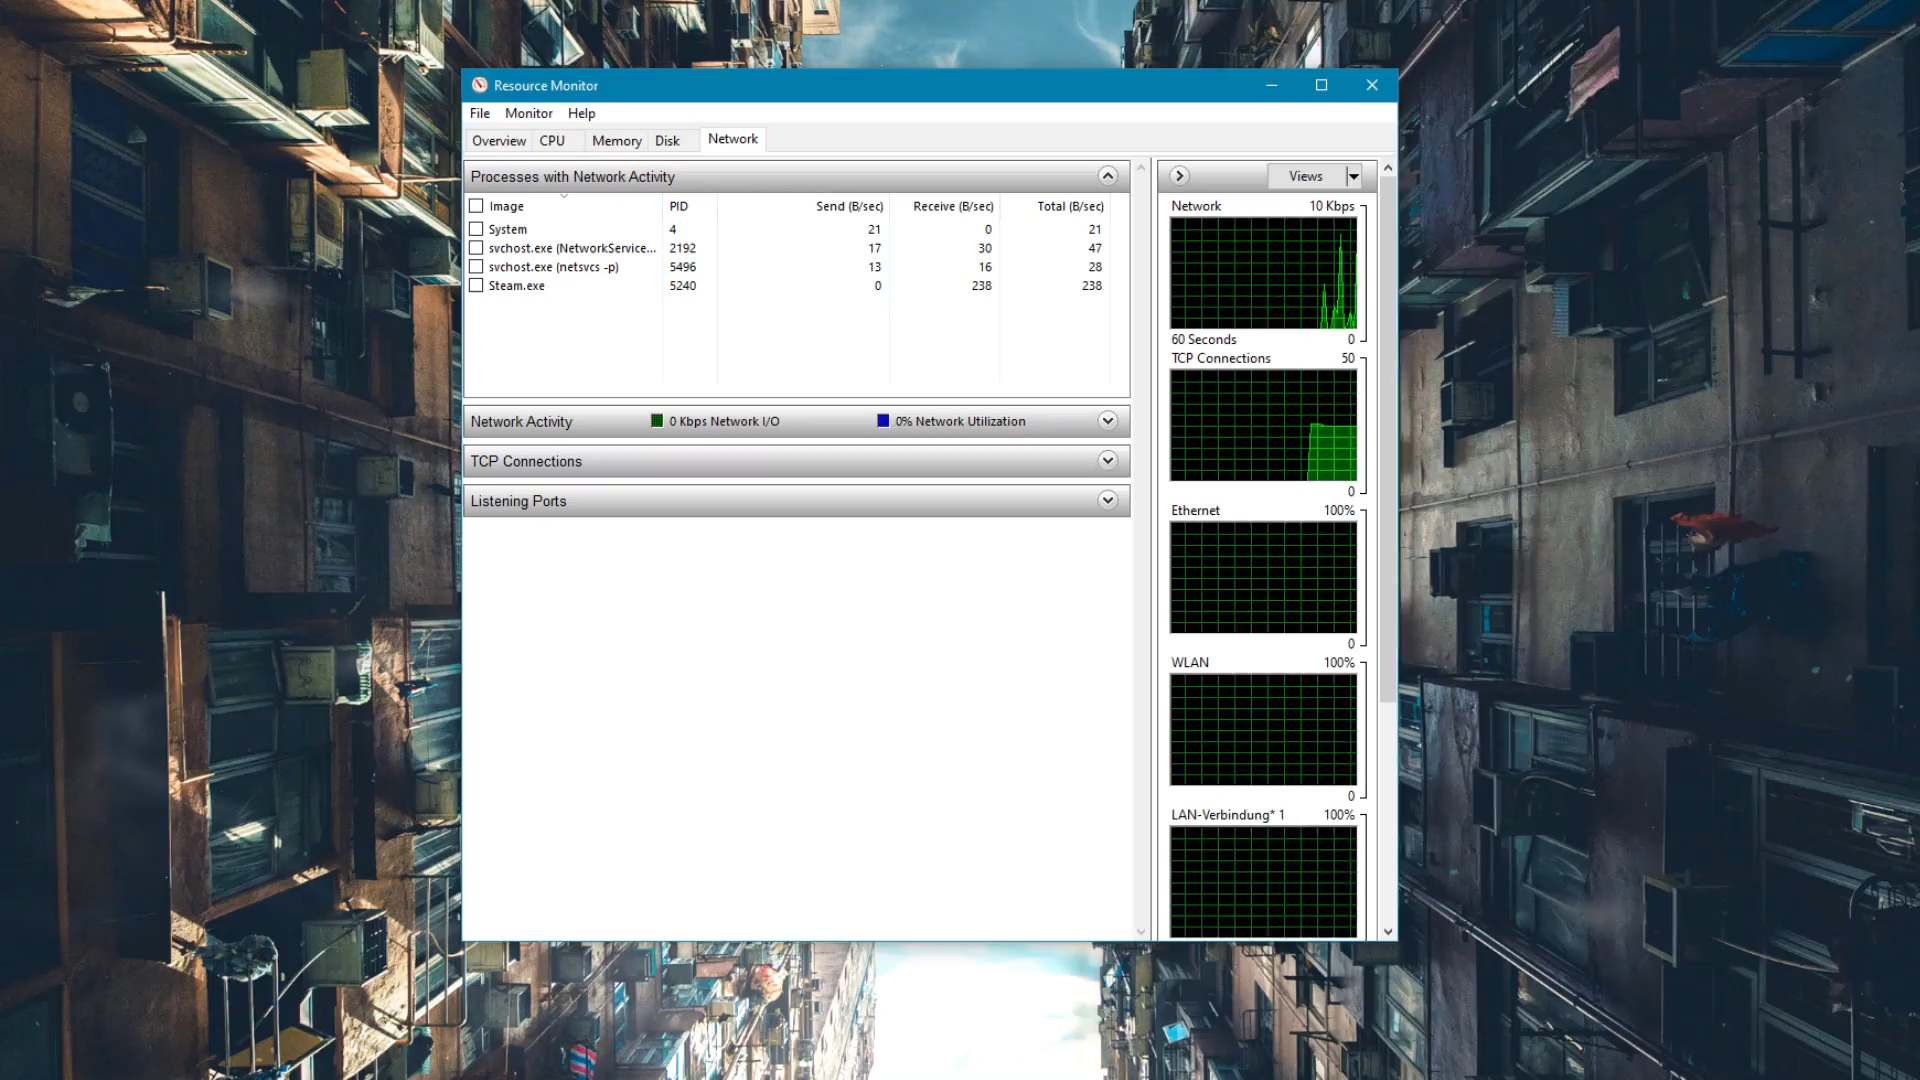 Resource Monitor
File Monitor Help
Overview CPU Memory Disk Network
Processes with Network Activity
Image PID Send (B/sec) Receive (B/sec) Total (B/sec)
System 4 21 0 21
svchost.exe (NetworkService... 2192 17 30 47
svchost.exe (netsvcs -p) 5496 13 16 28
Steam.exe 5240 0 238 238
Network Activity 0 Kbps Network I/O 0% Network Utilization
TCP Connections
Listening Ports
Views
Network 10 Kbps
60 Seconds 0
TCP Connections 50
0
Ethernet 100%
0
WLAN 100%
0
LAN-Verbindung* 1 100%